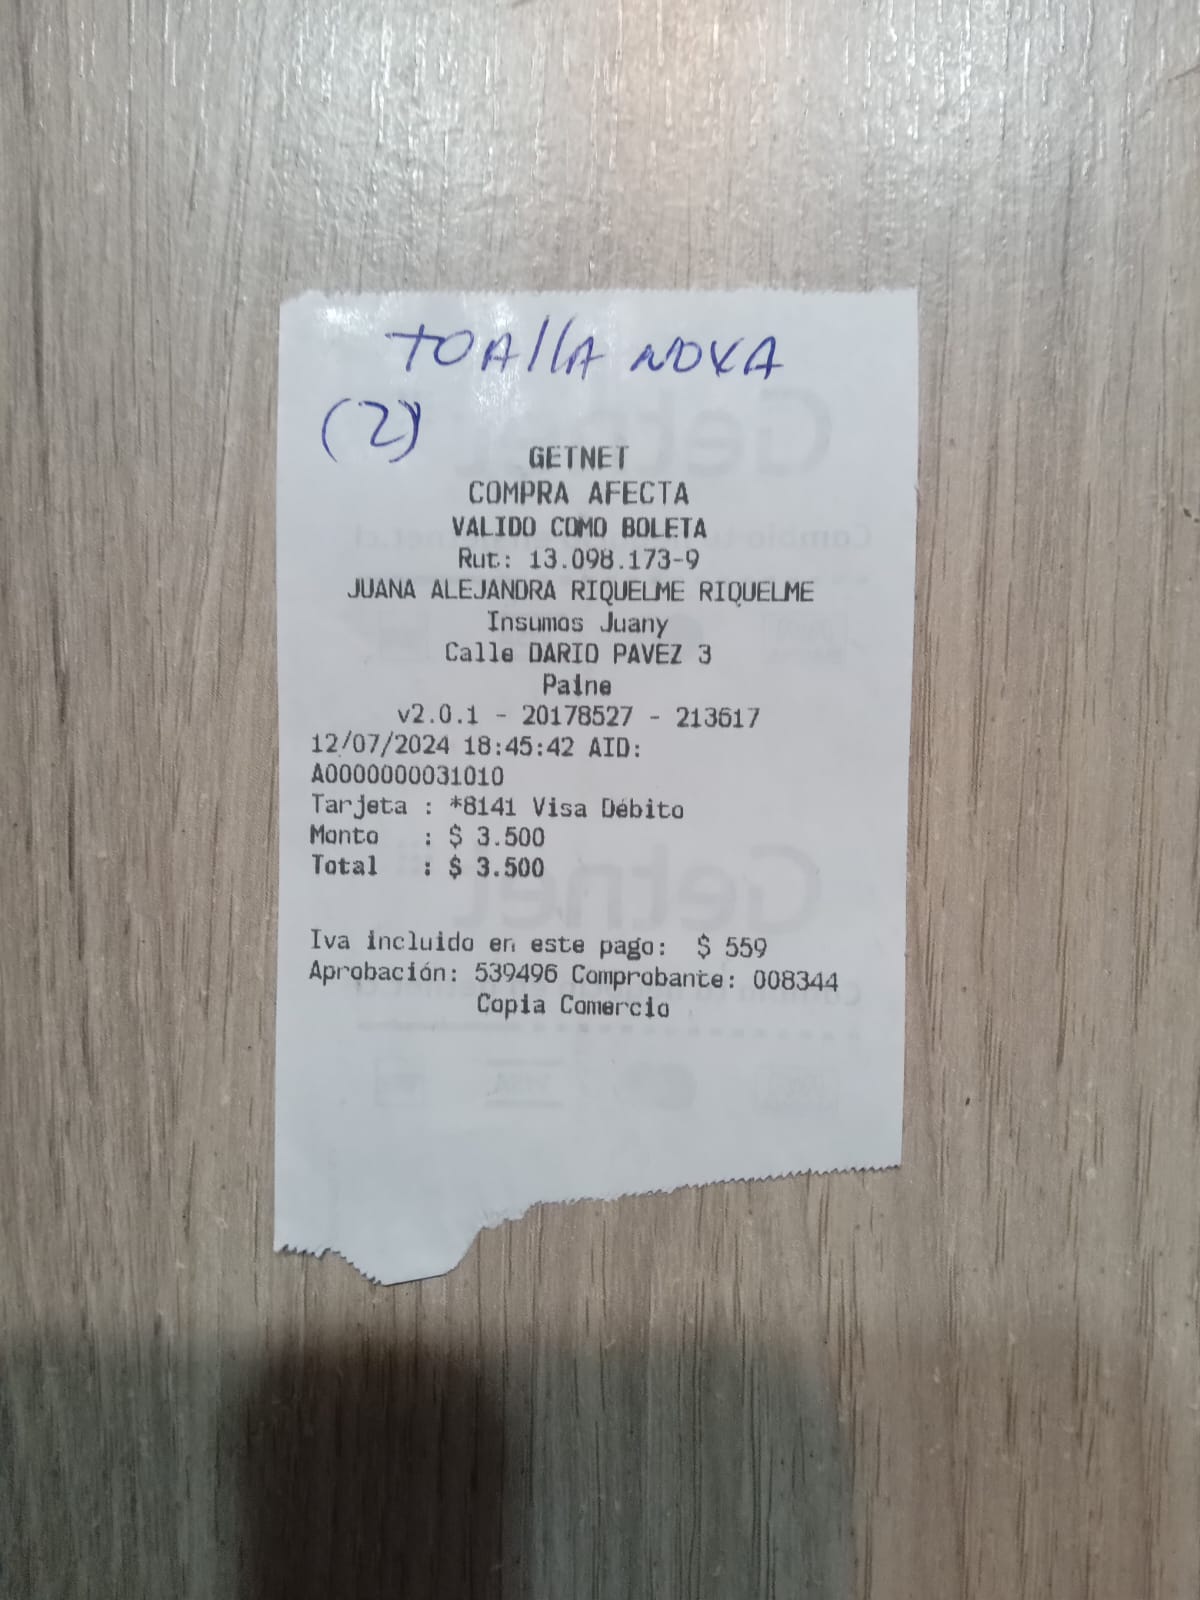 TOAllA NOVA
(2)
GETNET
COMPRA AFECTA
VALIDO COMO BOLETA
Rut: 13.098.173-9
JUANA ALEJANDRA RIQUELME RIQUELME
Insumos Juany
Calle DARIO PAVEZ 3
Paine
v2.0.1 - 20178527 - 213617
12/07/2024 18:45:42 AID:
A0000000031010
Tarjeta : *8141 Visa Débito
Monto : $ 3.500
Total : $ 3.500
Iva incluido en este pago: $ 559
Aprobación: 539496 Comprobante: 008344
Copia Comercio